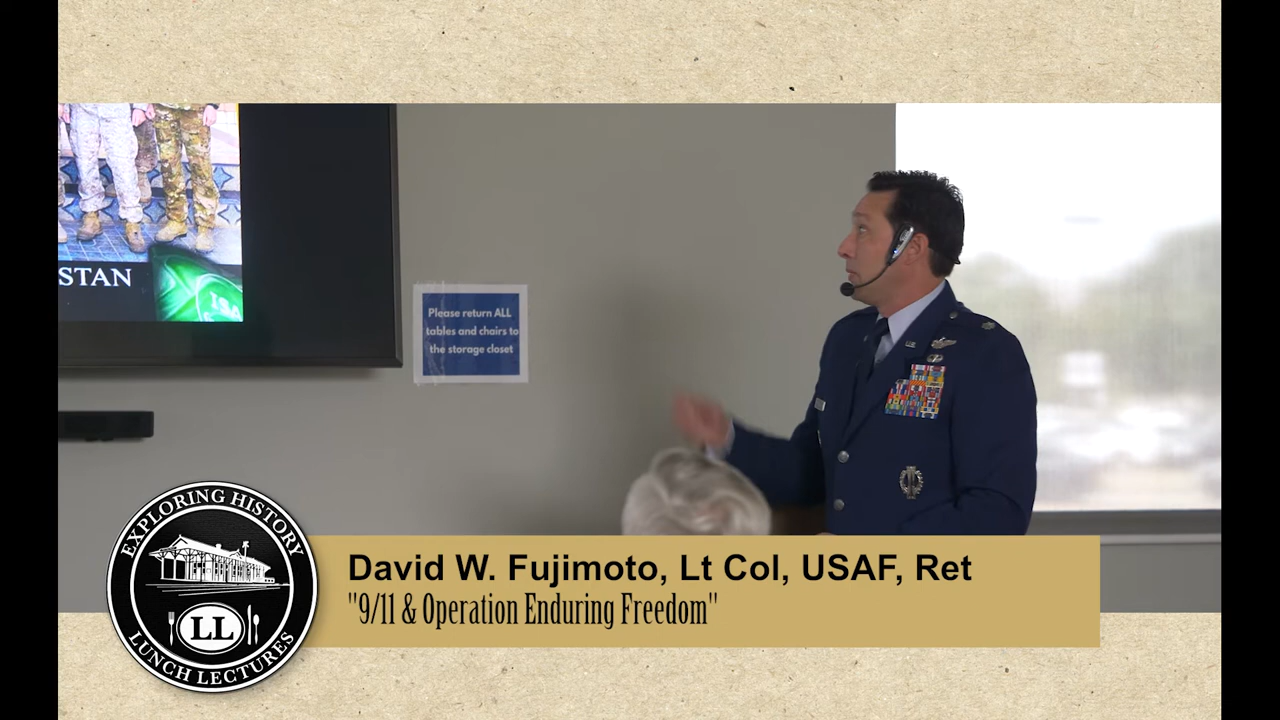 STAN
Please return ALL
tables and chairs to
the storage closet
EXPLORING HISTORY
LL
LUNCH LECTURES
David W. Fujimoto, Lt Col, USAF, Ret
"9/11 & Operation Enduring Freedom"